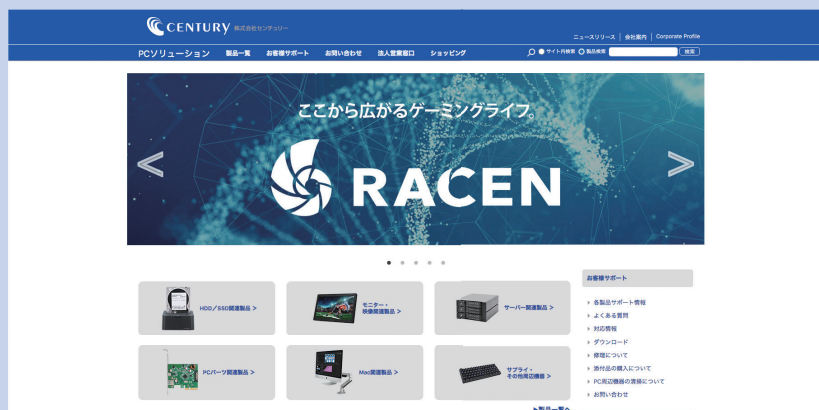 CENTURY 株式会社センチュリー
ニュースリリース | 会社案内 | Corporate Profile
PCソリューション 製品一覧 お客様サポート お問い合わせ 法人営業窓口 ショッピング サイト内検索 製品検索 検索
ここから広がるゲーミングライフ。
RACEN
HDD/SSD関連製品 >
モニター・
映像関連製品 >
サーバー関連製品 >
PCパーツ関連製品 >
Mac関連製品 >
サプライ・
その他周辺機器 >
▶製品一覧へ
お客様サポート
各製品サポート情報
よくある質問
対応情報
ダウンロード
修理について
添付品の購入について
PC周辺機器の清掃について
お問い合わせ